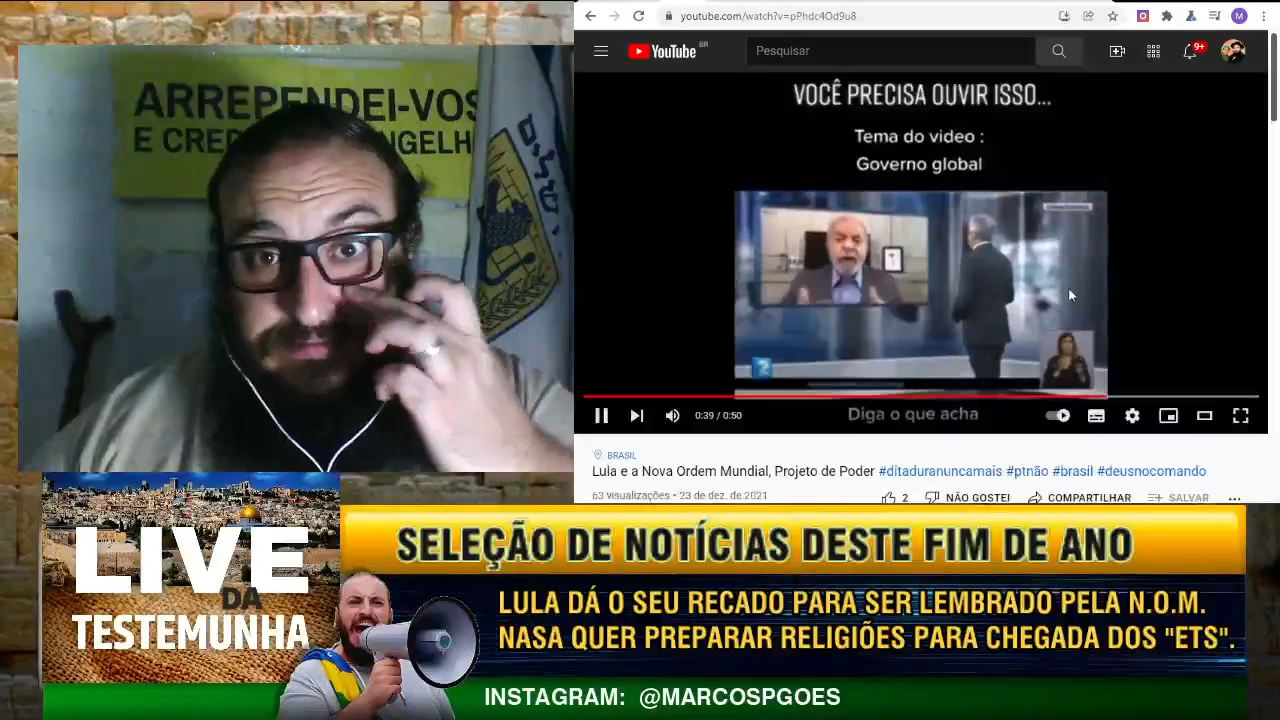 youtube.com/watch?v=pPhdc4Od9u8
M
YouTube BR
Pesquisar
9+
ARREPENDEI-VOS
E CRED NGELH
ירושלים
VOCÊ PRECISA OUVIR ISSO...
Tema do video :
Governo global
Diga o que acha
0:39 / 0:50
BRASIL
Lula e a Nova Ordem Mundial, Projeto de Poder #ditaduranuncamais #ptnão #brasil #deusnocomando
63 visualizações • 23 de dez. de 2021
2 NÃO GOSTEI COMPARTILHAR SALVAR ...
SELEÇÃO DE NOTÍCIAS DESTE FIM DE ANO
LIVE
DA
TESTEMUNHA
LULA DÁ O SEU RECADO PARA SER LEMBRADO PELA N.O.M.
NASA QUER PREPARAR RELIGIÕES PARA CHEGADA DOS "ETS".
INSTAGRAM: @MARCOSPGOES